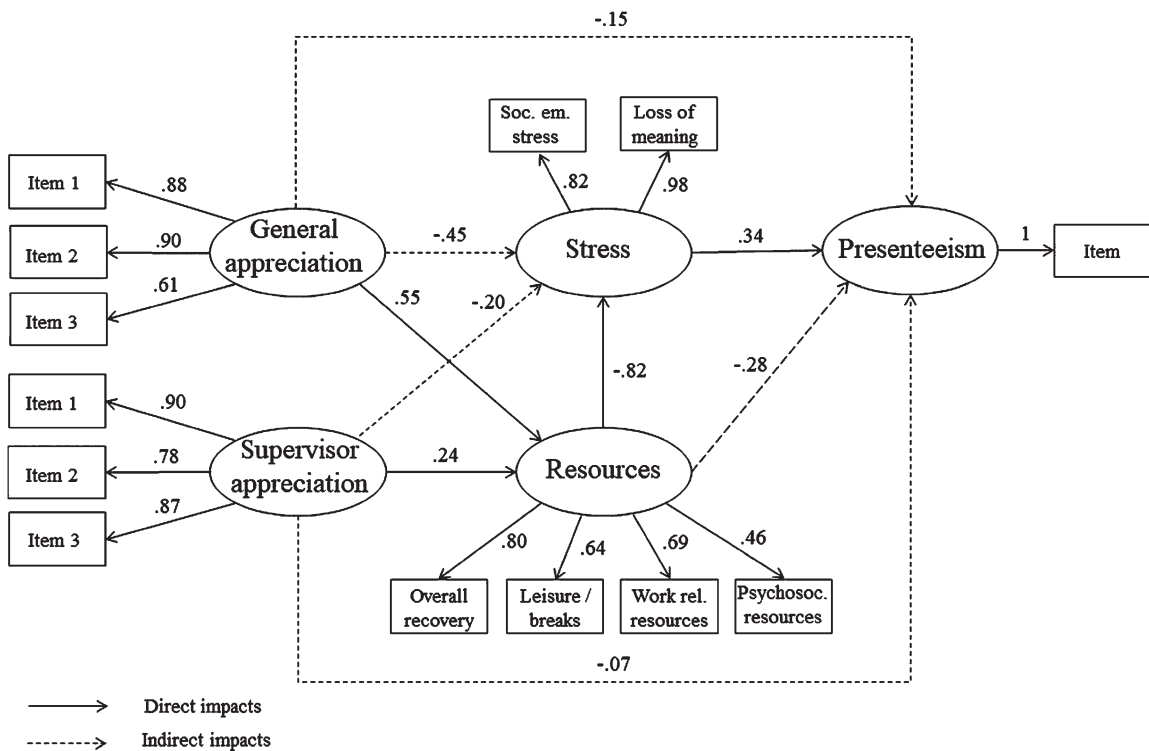 -.15
Soc. em.
stress
Loss of
meaning
Item 1
.88
.82
.98
General
appreciation
Item 2
.90
-.45
Stress
.34
Presenteeism
1
Item
Item 3
.61
.55
-.20
-.82
-.28
Item 1
.90
Supervisor
appreciation
Item 2
.78
.24
Resources
Item 3
.87
.80
.64
.69
.46
Overall
recovery
Leisure /
breaks
Work rel.
resources
Psychosoc.
resources
-.07
Direct impacts
Indirect impacts